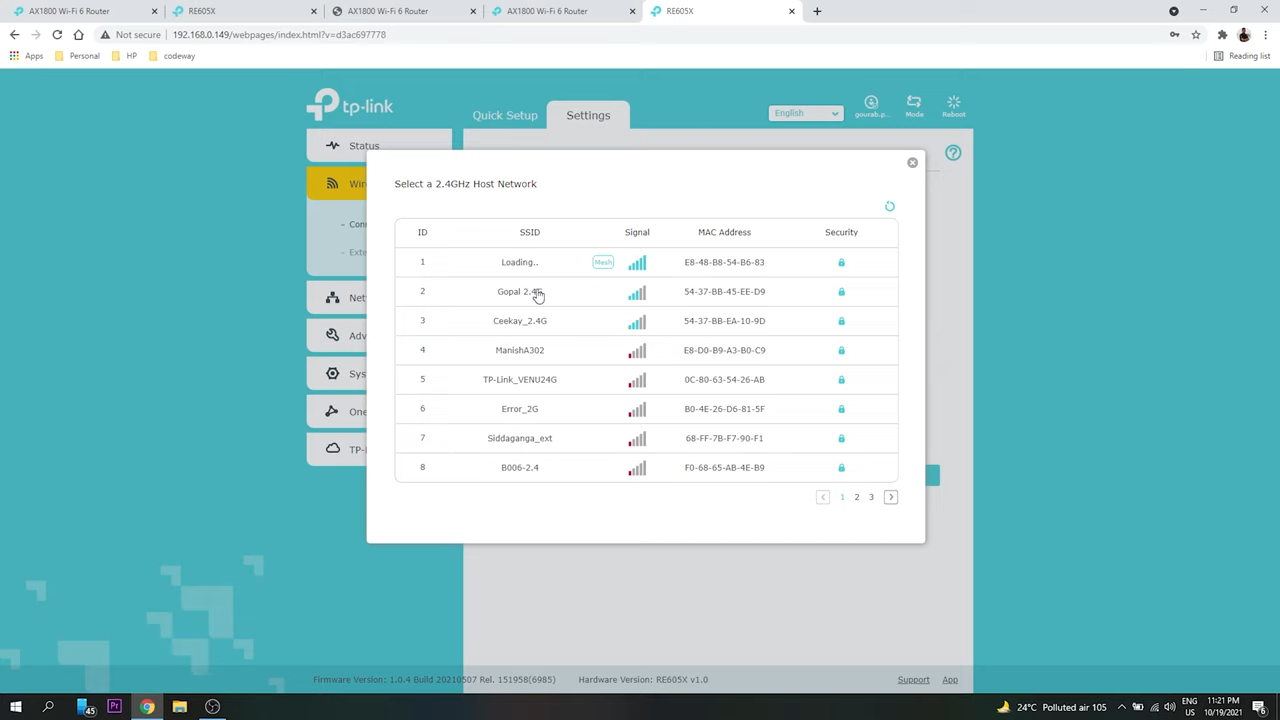 AX1800 Wi-Fi 6 Router
RE605X
AX1800 Wi-Fi 6 Router
AX1800 Wi-Fi 6 Router
RE605X
Not secure
192.168.0.149/webpages/index.html?v=d3ac697778
Apps
Personal
HP
codeway
Reading list
tp-link
Quick Setup
Settings
English
gourab.p...
Mode
Reboot
Status
Select a 2.4GHz Host Network
ID SSID Signal MAC Address Security
1 Loading.. Mesh E8-48-B8-54-B6-83
2 Gopal 2.4G 54-37-BB-45-EE-D9
3 Ceekay_2.4G 54-37-BB-EA-10-9D
4 ManishA302 E8-D0-B9-A3-B0-C9
5 TP-Link_VENU24G 0C-80-63-54-26-AB
6 Error_2G B0-4E-26-D6-81-5F
7 Siddaganga_ext 68-FF-7B-F7-90-F1
8 B006-2.4 F0-68-65-AB-4E-B9
1 2 3
Firmware Version: 1.0.4 Build 20210507 Rel. 151958(6985) Hardware Version: RE605X v1.0
Support App
45
Pr
24°C Polluted air 105
ENG
US
11:21 PM
10/19/2021
6